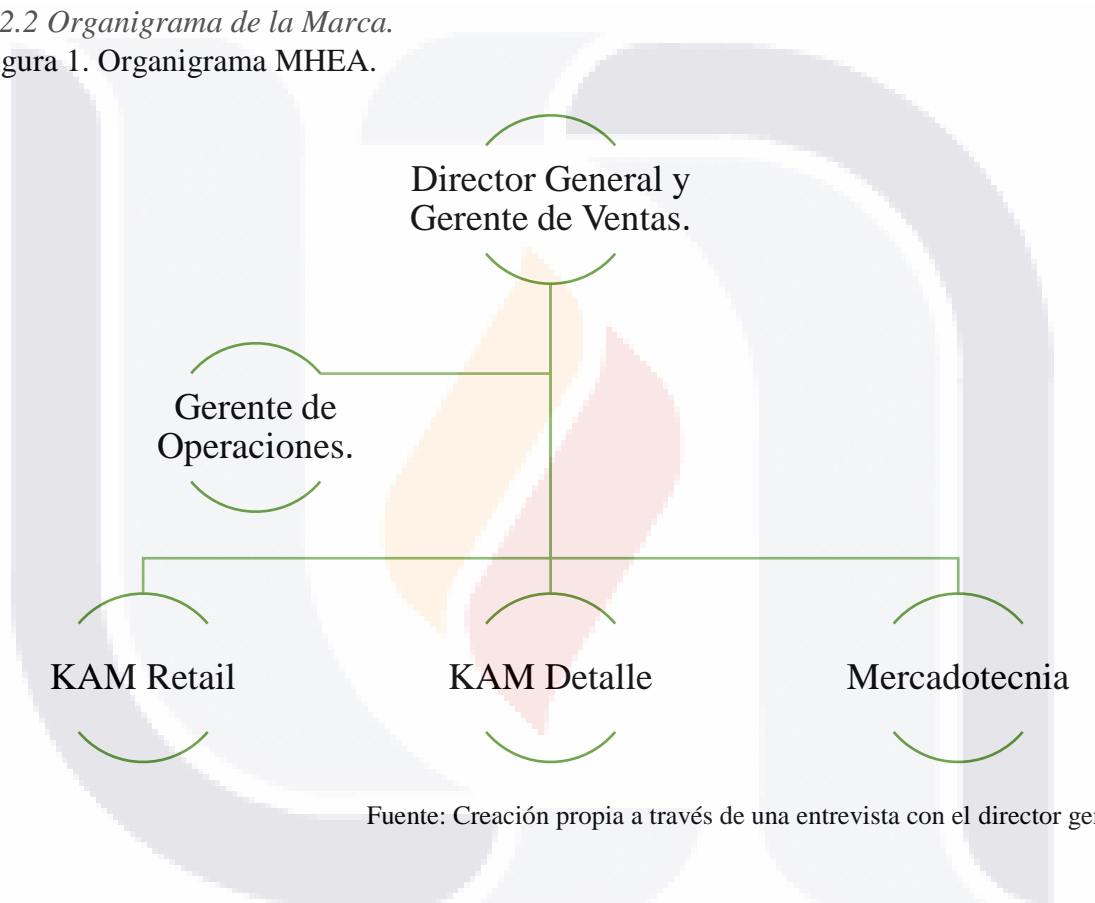 2.2 Organigrama de la Marca.
gura 1. Organigrama MHEA.
Director General y
Gerente de Ventas.
Gerente de
Operaciones.
KAM Retail
KAM Detalle
Mercadotecnia
Fuente: Creación propia a través de una entrevista con el director ge